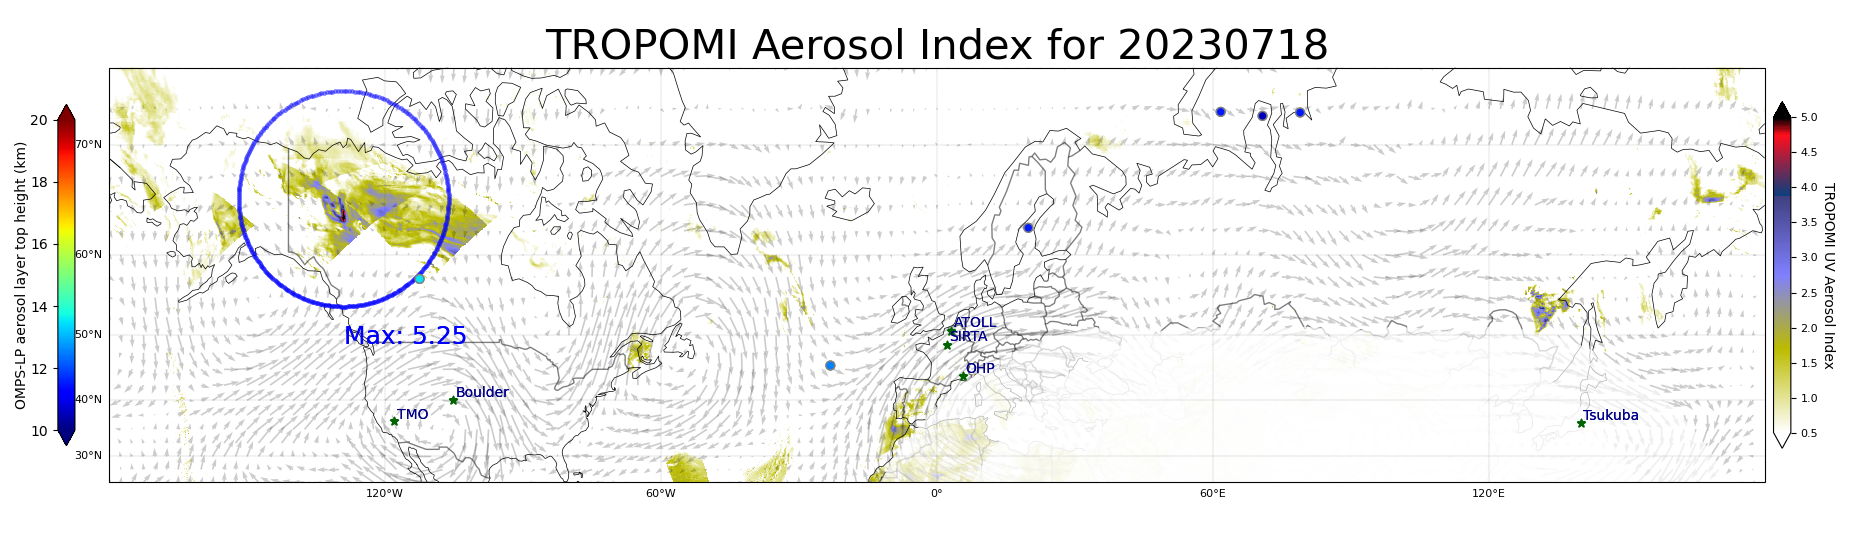 TROPOMI Aerosol Index for 20230718
OMPS-LP aerosol layer top height (km)
20
18
16
14
12
10
70°N
60°N
50°N
40°N
30°N
120°W
60°W
0°
60°E
120°E
Max: 5.25
Boulder
TMO
ATOLL
SIRTA
OHP
Tsukuba
5.0
4.5
4.0
3.5
3.0
2.5
2.0
1.5
1.0
0.5
TROPOMI UV Aerosol Index